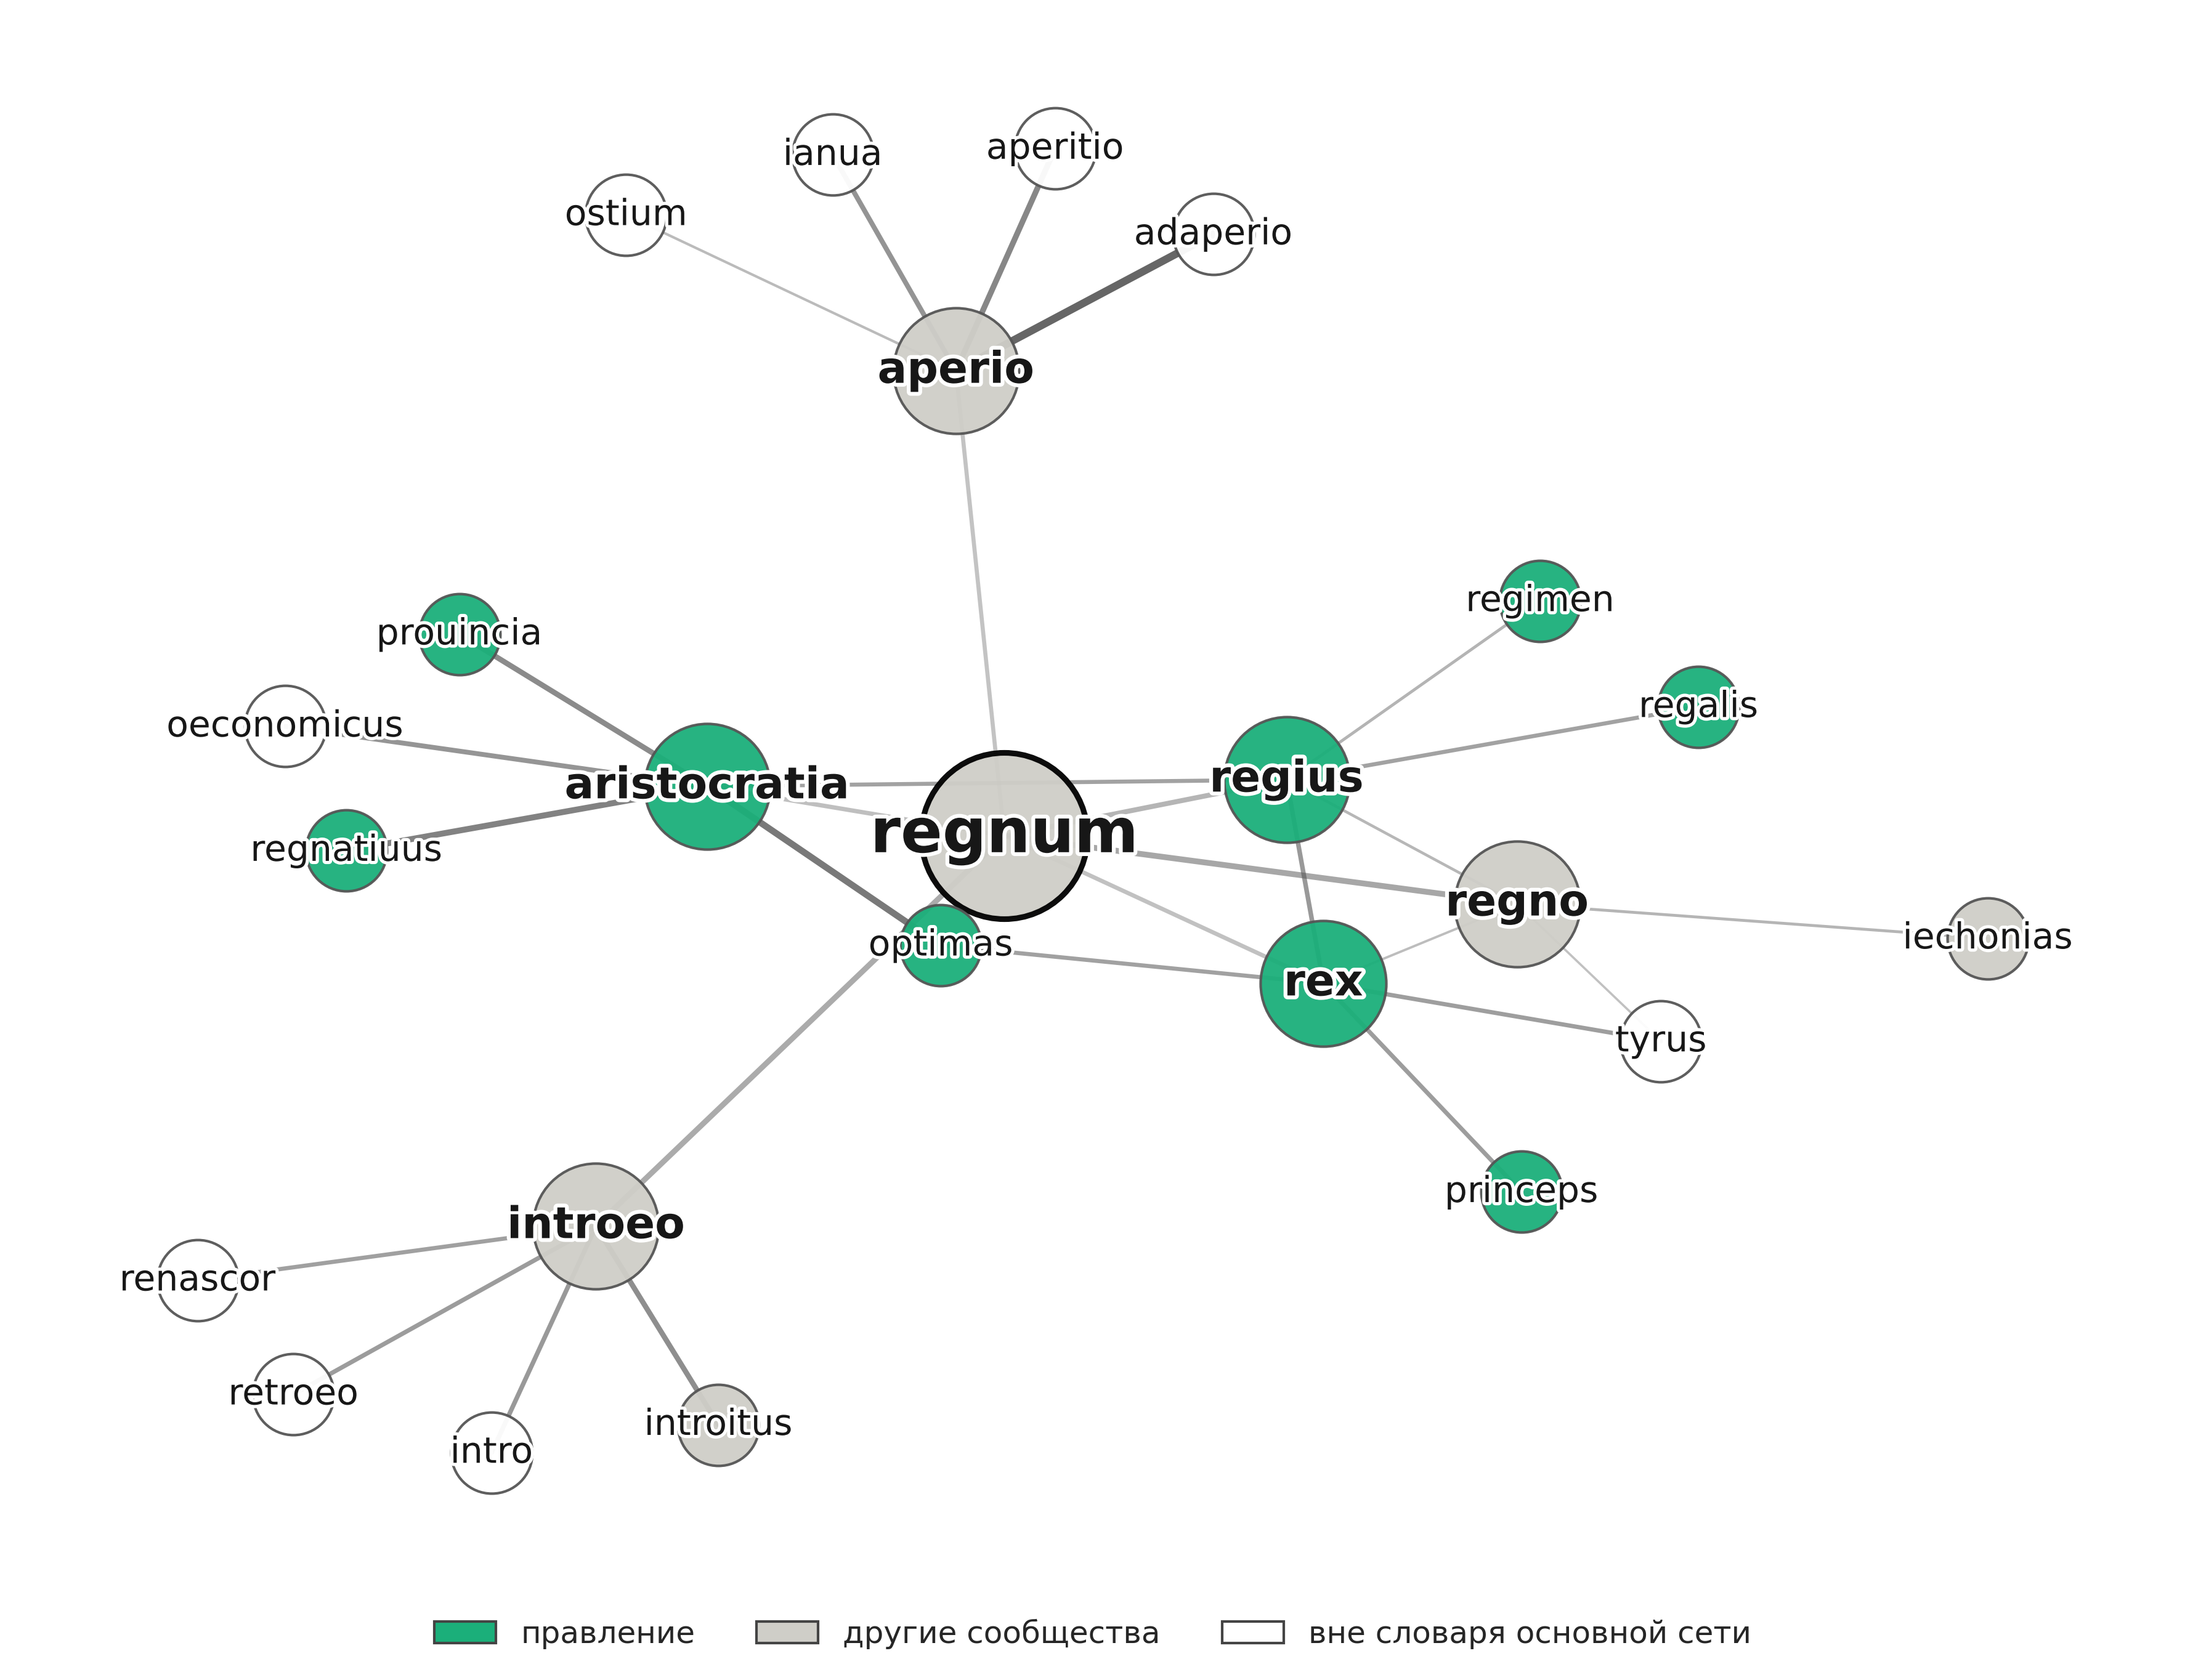 ianua
aperitio
ostium
adaperio
aperio
regimen
prouincia
regalis
oeconomicus
aristocratia
regius
regnum
regnatiuus
regno
optimas
iechonias
rex
tyrus
princeps
introeo
renascor
retroeo
introitus
intro
правление
другие сообщества
вне словаря основной сети